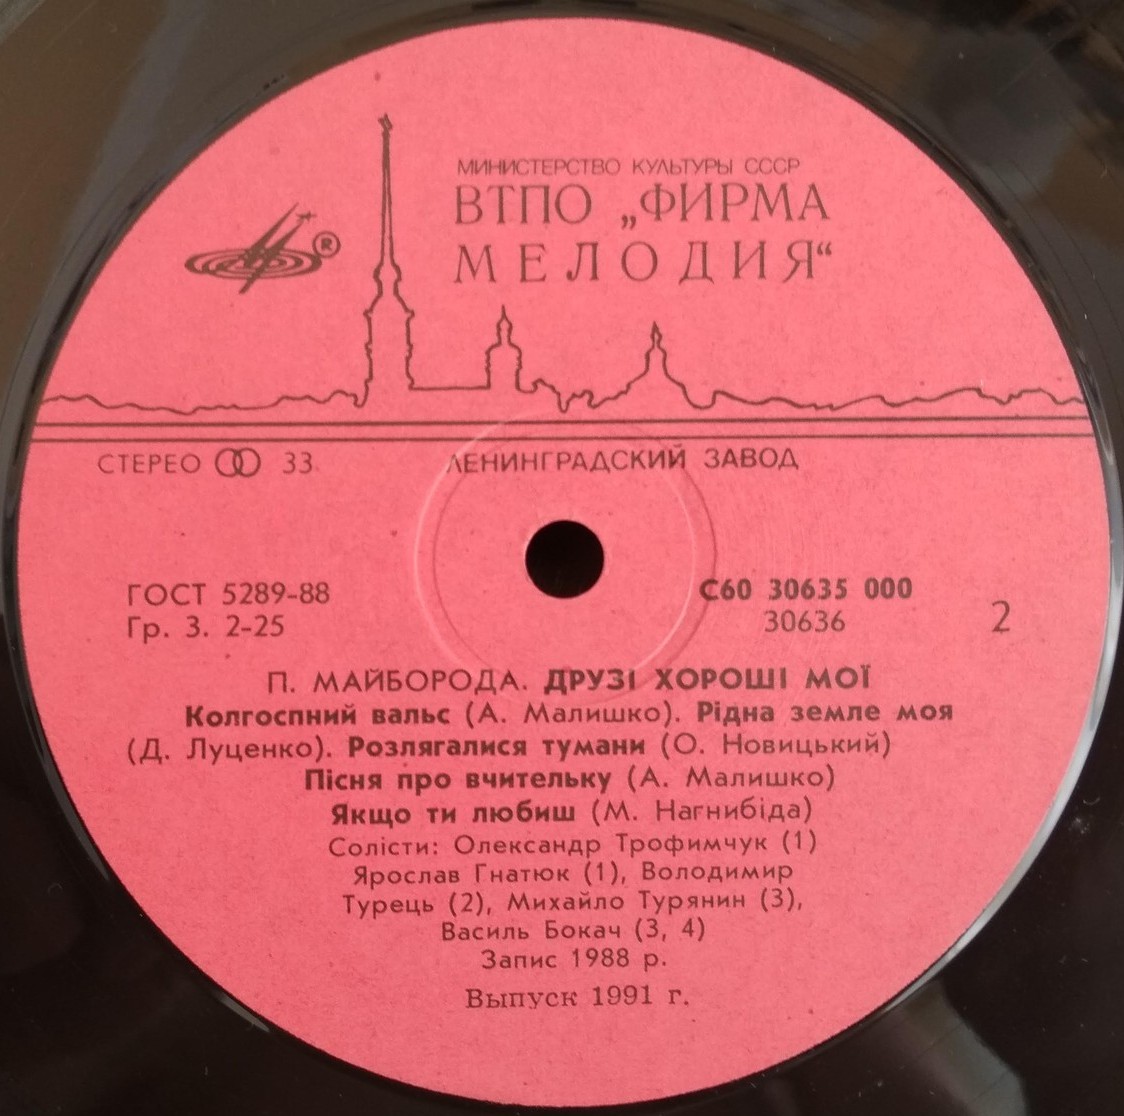 МИНИСТЕРСТВО КУЛЬТУРЫ СССР
ВТПО „ФИРМА
МЕЛОДИЯ“
®
СТЕРЕО 33
ЛЕНИНГРАДСКИЙ ЗАВОД
ГОСТ 5289-88
Гр. 3. 2-25
С60 30635 000
30636
2
П. МАЙБОРОДА. ДРУЗІ ХОРОШІ МОЇ
Колгоспний вальс (А. Малишко). Рідна земле моя
(Д. Луценко). Розлягалися тумани (О. Новицький)
Пісня про вчительку (А. Малишко)
Якщо ти любиш (М. Нагнибіда)
Солісти: Олександр Трофимчук (1)
Ярослав Гнатюк (1), Володимир
Турець (2), Михайло Турянин (3),
Василь Бокач (3, 4)
Запис 1988 р.
Выпуск 1991 г.